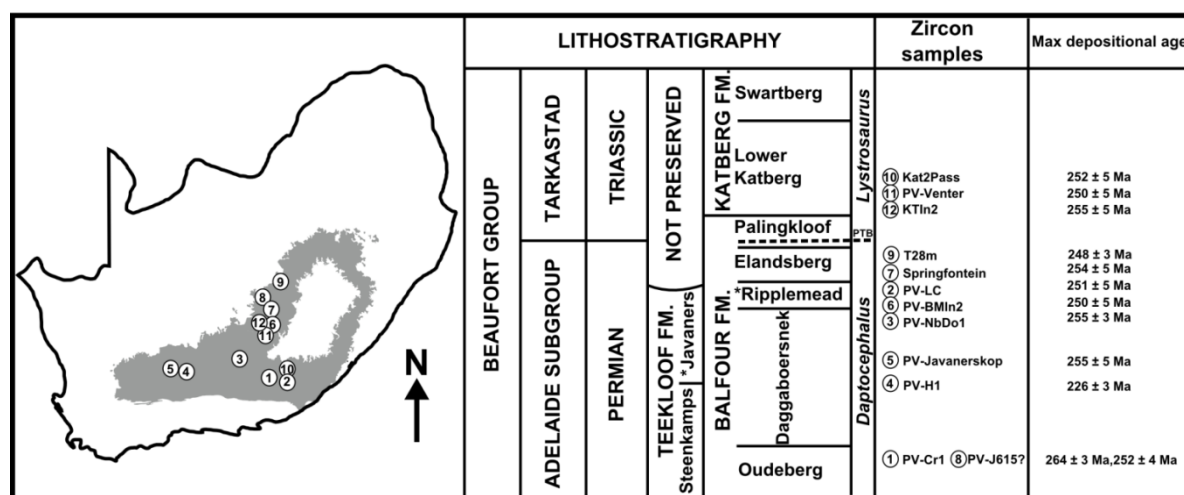 LITHOSTRATIGRAPHY
Zircon
samples
Max depositional age
BEAUFORT GROUP
TARKASTAD
ADELAIDE SUBGROUP
TRIASSIC
PERMIAN
NOT PRESERVED
TEEKLOOF FM.
Steenkamps *Javaners
KATBERG FM.
BALFOUR FM.
Swartberg
Lower
Katberg
Palingkloof
Elandsberg
*Ripplemead
Daggaboersnek
Oudeberg
Lystrosaurus
PTB
Daptocephalus
10 Kat2Pass 252 ± 5 Ma
11 PV-Venter 250 ± 5 Ma
12 KTIn2 255 ± 5 Ma
9 T28m 248 ± 3 Ma
7 Springfontein 254 ± 5 Ma
2 PV-LC 251 ± 5 Ma
6 PV-BMIn2 250 ± 5 Ma
3 PV-NbDo1 255 ± 3 Ma
5 PV-Javanerskop 255 ± 5 Ma
4 PV-H1 226 ± 3 Ma
1 PV-Cr1 8 PV-J615? 264 ± 3 Ma,252 ± 4 Ma
9
8
7
12 6
11
3
5 4
10
1 2
N